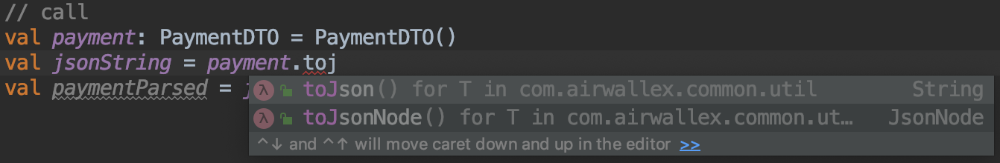 // call
val payment: PaymentDTO = PaymentDTO()
val jsonString = payment.toj
val paymentParsed = j
toJson() for T in com.airwallex.common.util String
toJsonNode() for T in com.airwallex.common.ut… JsonNode
^↓ and ^↑ will move caret down and up in the editor >>